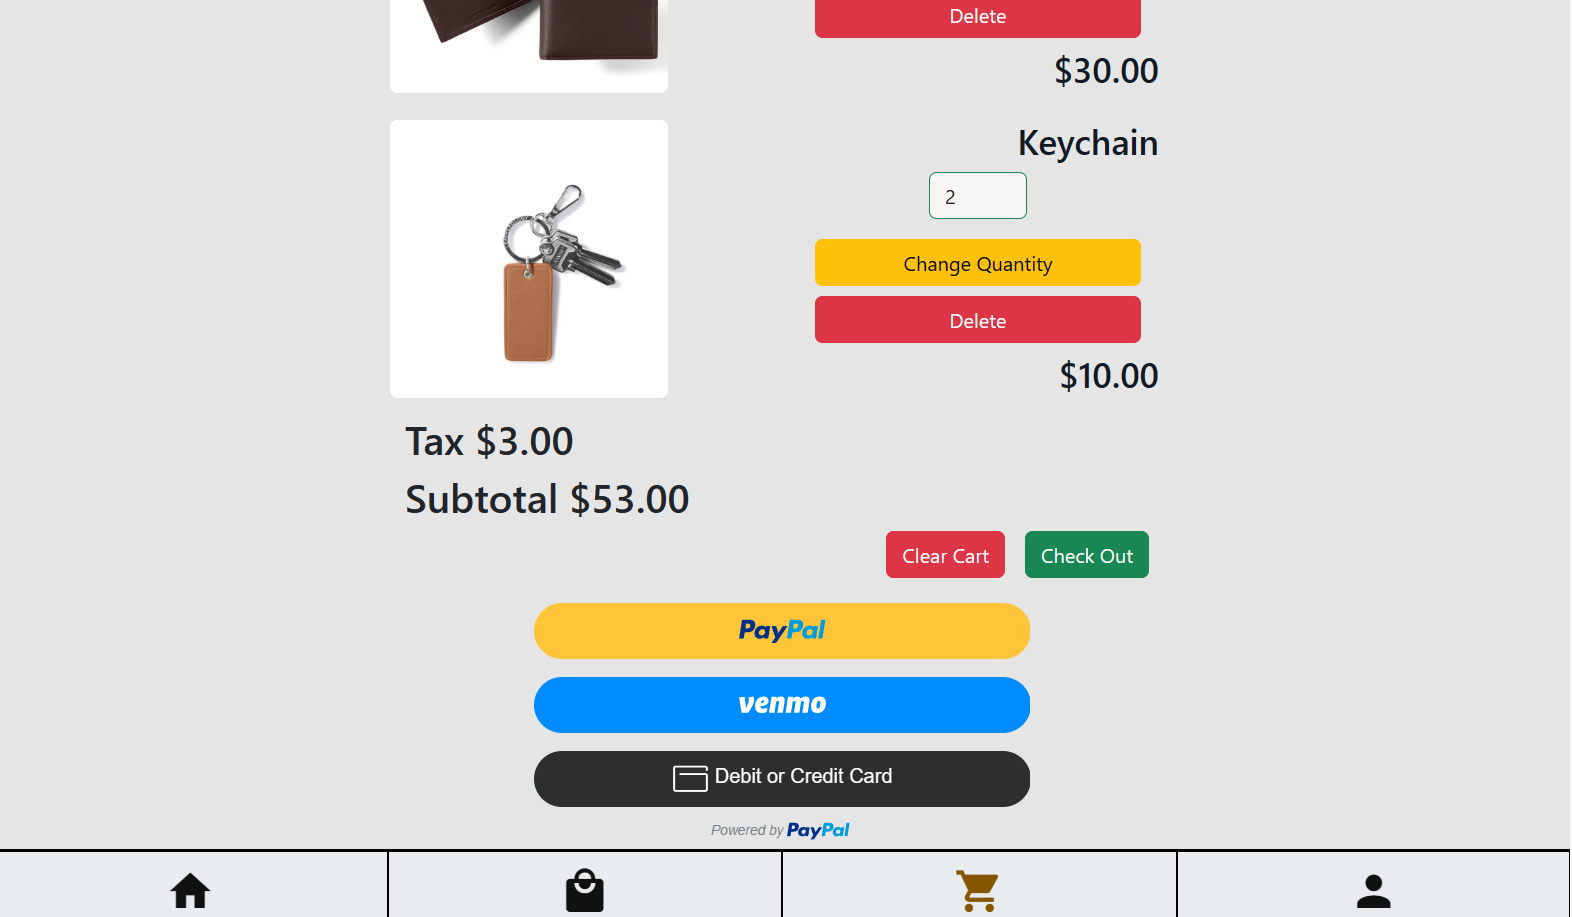 Delete
$30.00
Keychain
2
Change Quantity
Delete
$10.00
Tax $3.00
Subtotal $53.00
Clear Cart
Check Out
PayPal
venmo
Debit or Credit Card
Powered by PayPal